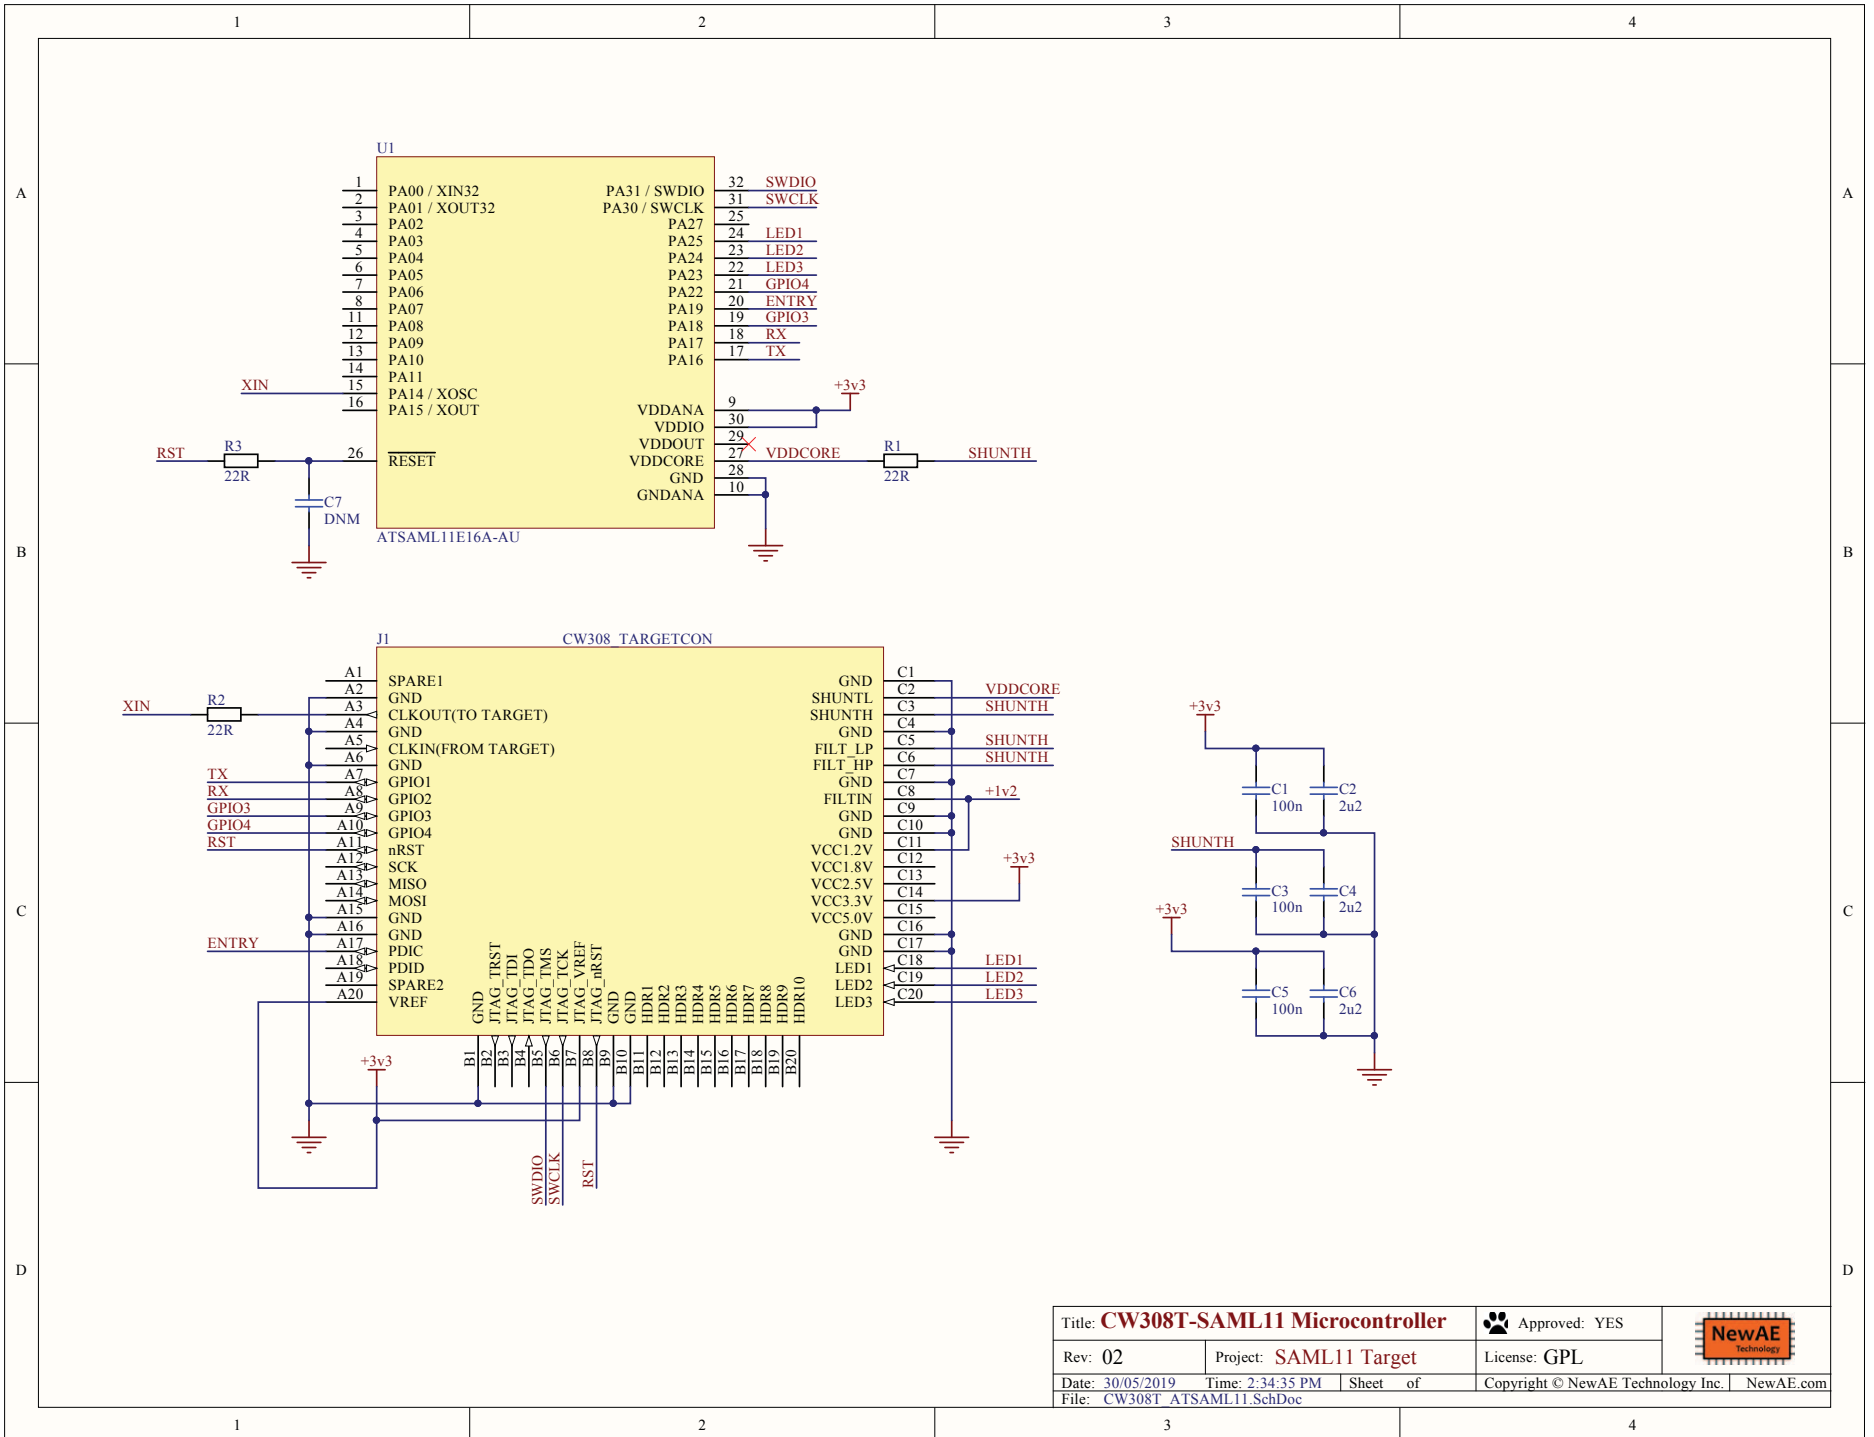 1 2 3 4
A A
B B
C C
D D
U1
1 PA00 / XIN32
2 PA01 / XOUT32
3 PA02
4 PA03
5 PA04
6 PA05
7 PA06
8 PA07
11 PA08
12 PA09
13 PA10
14 PA11
XIN 15 PA14 / XOSC
16 PA15 / XOUT
RST R3 22R 26 RESET
C7
DNM
PA31 / SWDIO 32 SWDIO
PA30 / SWCLK 31 SWCLK
PA27 25
PA25 24 LED1
PA24 23 LED2
PA23 22 LED3
PA22 21 GPIO4
PA19 20 ENTRY
PA18 19 GPIO3
PA17 18 RX
PA16 17 TX
+3v3
VDDANA 9
VDDIO 30
VDDOUT 29
VDDCORE 27 VDDCORE R1 22R SHUNTH
GND 28
GNDANA 10
ATSAML11E16A-AU
J1 CW308_TARGETCON
A1 SPARE1
A2 GND
XIN R2 22R A3 CLKOUT(TO TARGET)
A4 GND
A5 CLKIN(FROM TARGET)
A6 GND
TX A7 GPIO1
RX A8 GPIO2
GPIO3 A9 GPIO3
GPIO4 A10 GPIO4
RST A11 nRST
A12 SCK
A13 MISO
A14 MOSI
A15 GND
A16 GND
ENTRY A17 PDIC
A18 PDID
A19 SPARE2
A20 VREF
GND C1
SHUNTL C2 VDDCORE
SHUNTH C3 SHUNTH
GND C4
FILT_LP C5 SHUNTH
FILT_HP C6 SHUNTH
GND C7
FILTIN C8 +1v2
GND C9
GND C10
VCC1.2V C11
VCC1.8V C12
VCC2.5V C13
VCC3.3V C14 +3v3
VCC5.0V C15
GND C16
GND C17
LED1 C18 LED1
LED2 C19 LED2
LED3 C20 LED3
GND B1
JTAG_TRST B2
JTAG_TDI B3
JTAG_TDO B4
JTAG_TMS B5 SWDIO
JTAG_TCK B6 SWCLK
JTAG_VREF B7
JTAG_nRST B8 RST
GND B9
GND B10
HDR1 B11
HDR2 B12
HDR3 B13
HDR4 B14
HDR5 B15
HDR6 B16
HDR7 B17
HDR8 B18
HDR9 B19
HDR10 B20
+3v3
+3v3
C1 C2
100n 2u2
SHUNTH
C3 C4
100n 2u2
+3v3
C5 C6
100n 2u2
Title: CW308T-SAML11 Microcontroller Approved: YES
Rev: 02 Project: SAML11 Target License: GPL
NewAE
Technology
Date: 30/05/2019 Time: 2:34:35 PM Sheet of Copyright © NewAE Technology Inc. NewAE.com
File: CW308T_ATSAML11.SchDoc
1 2 3 4